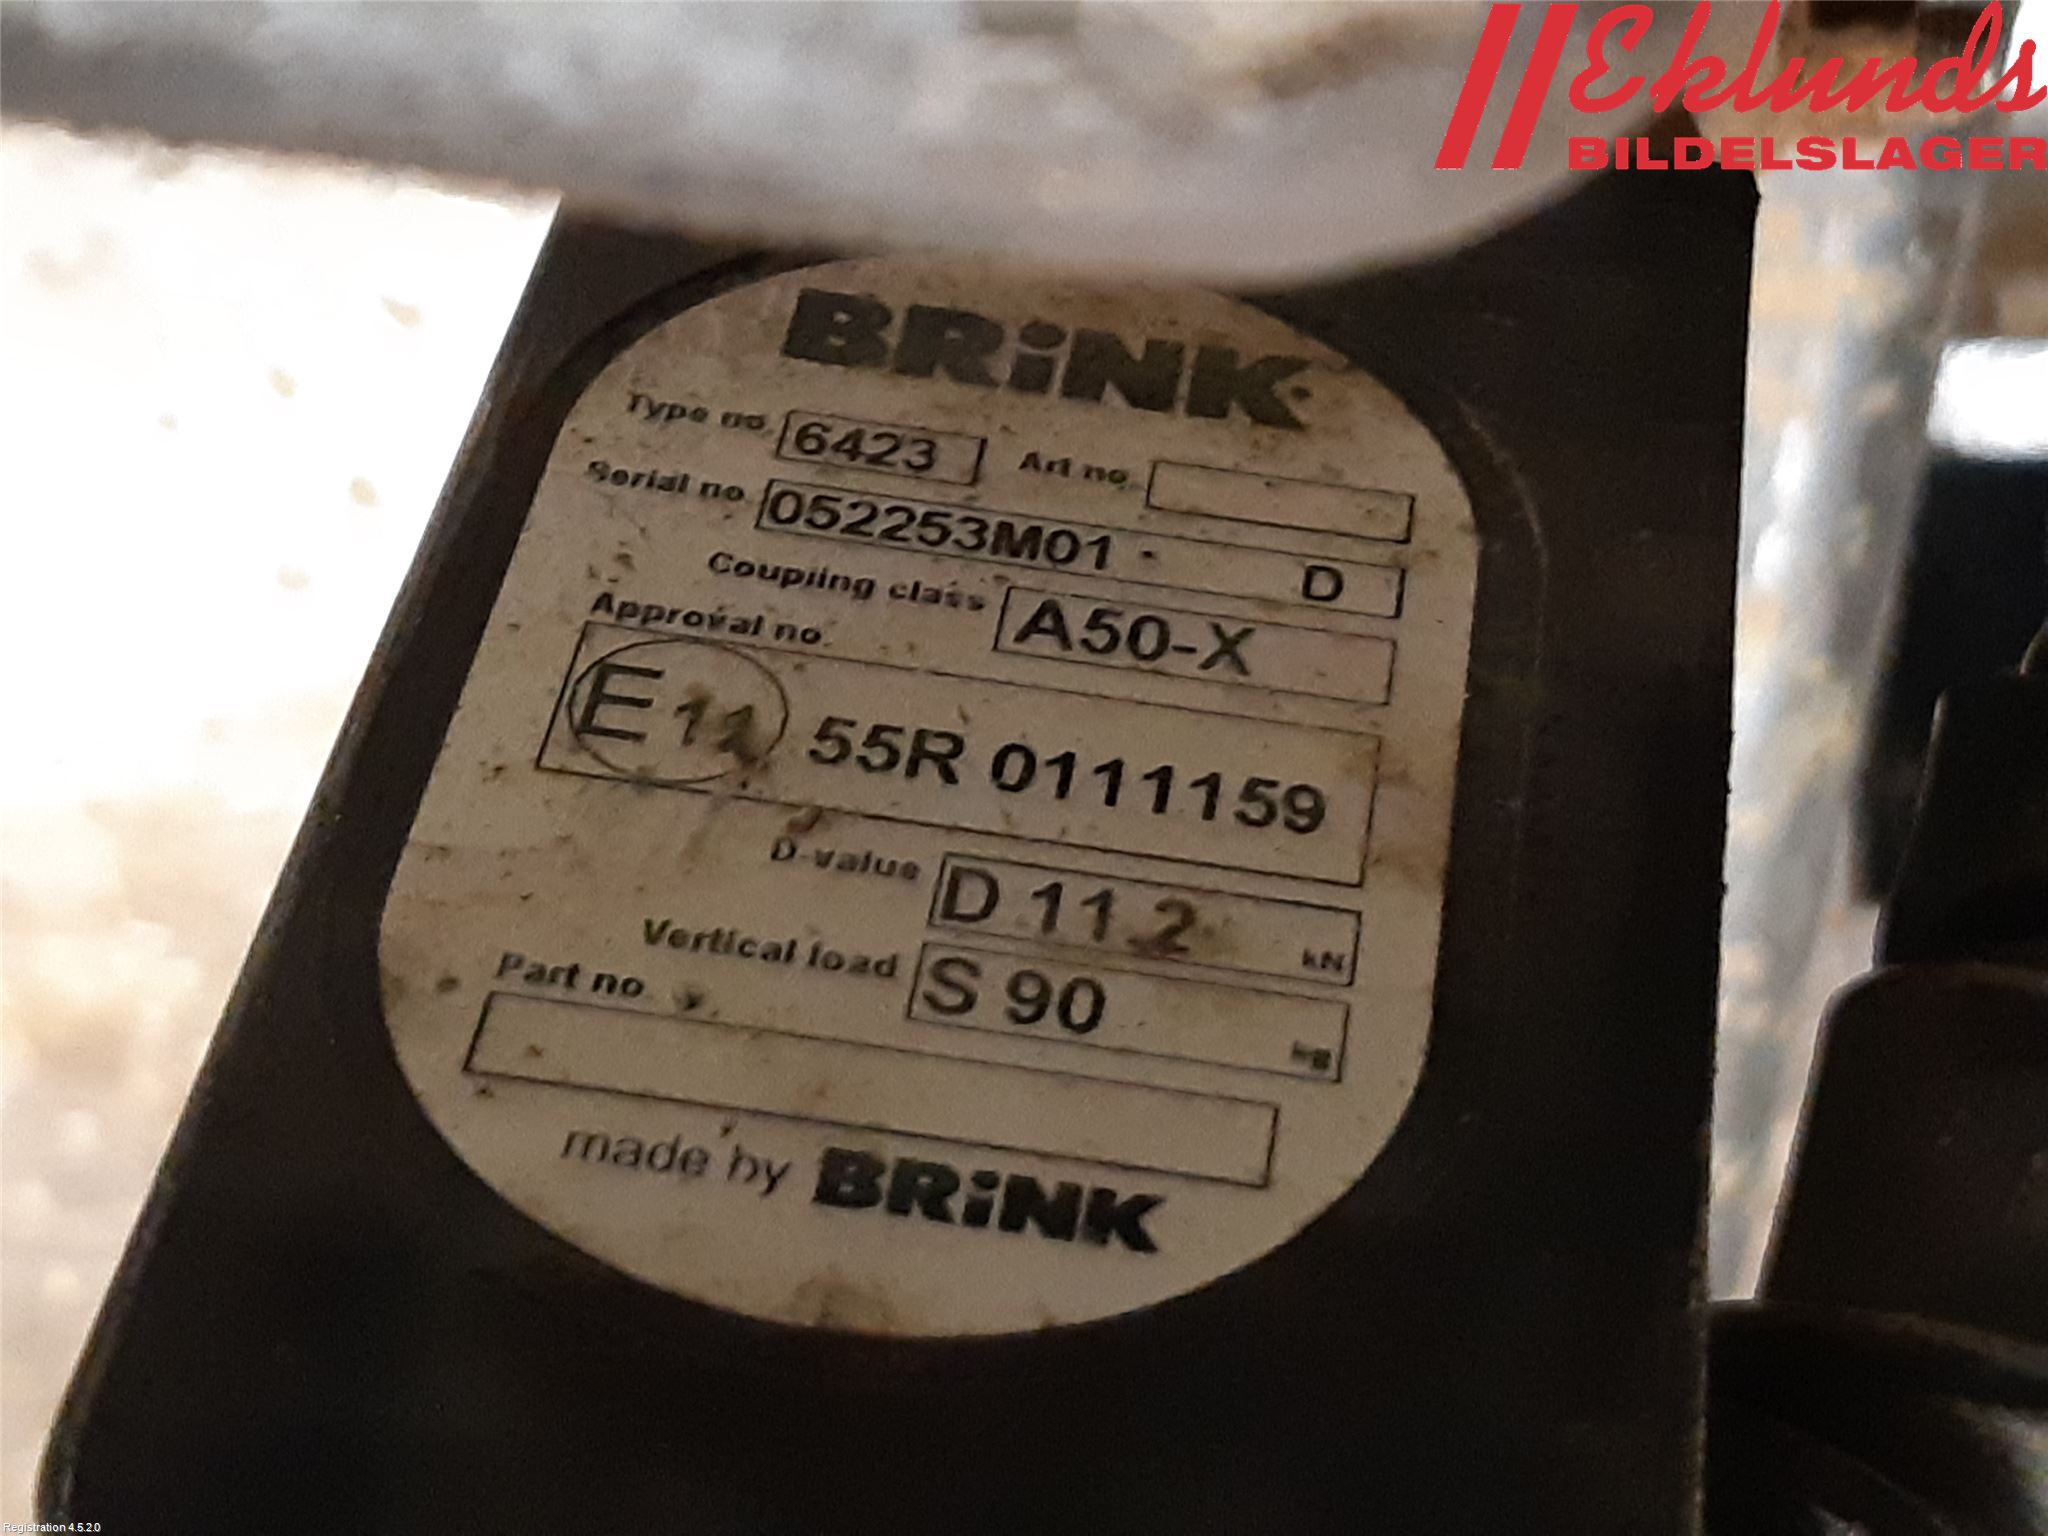 Eklunds
BILDELSLAGER
BRiNK
Type no. 6423 Art no.
Serial no 052253M01 D
Coupling class A50-X
Approval no.
E11 55R 0111159
D-value D 11.2 kN
Vertical load S 90 kg
Part no
made by BRiNK
Registration 4.5.2.0